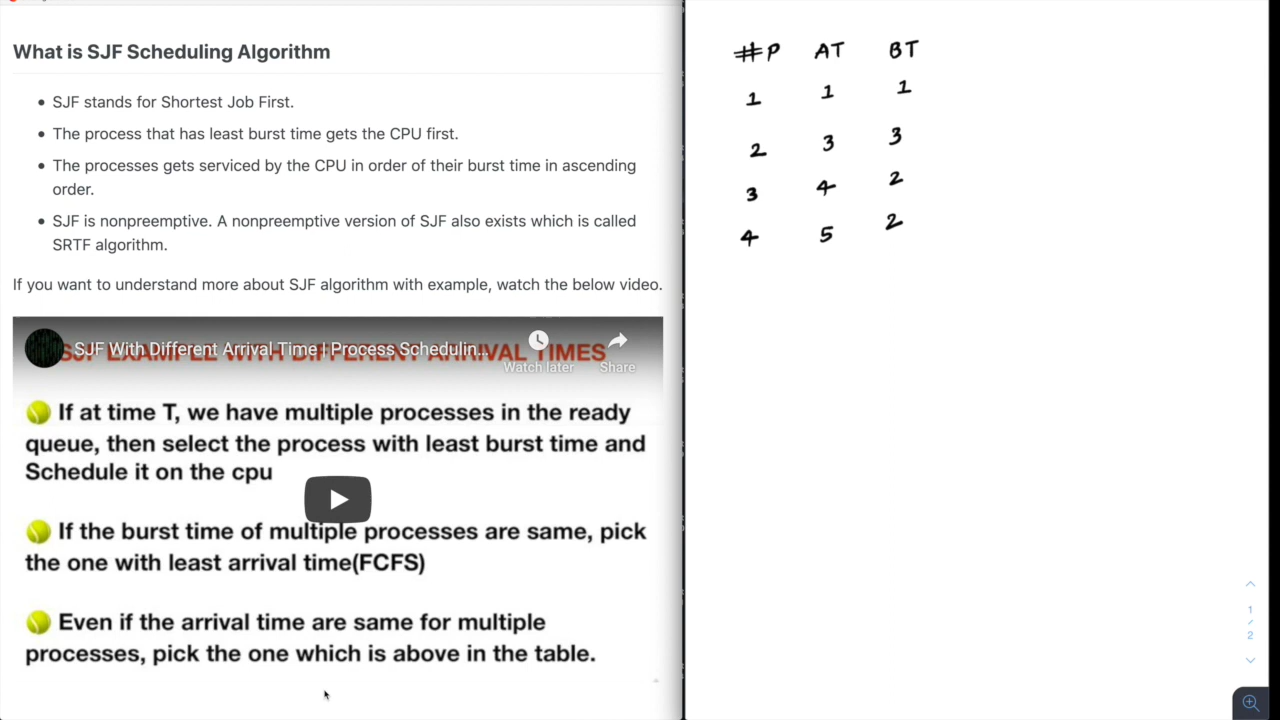 What is SJF Scheduling Algorithm
• SJF stands for Shortest Job First.
• The process that has least burst time gets the CPU first.
• The processes gets serviced by the CPU in order of their burst time in ascending
order.
• SJF is nonpreemptive. A nonpreemptive version of SJF also exists which is called
SRTF algorithm.
If you want to understand more about SJF algorithm with example, watch the below video.
SJF EXAMPLE WITH DIFFERENT ARRIVAL TIMES
SJF With Different Arrival Time | Process Schedulin...
Watch later
Share
If at time T, we have multiple processes in the ready
queue, then select the process with least burst time and
Schedule it on the cpu
If the burst time of multiple processes are same, pick
the one with least arrival time(FCFS)
Even if the arrival time are same for multiple
processes, pick the one which is above in the table.
#P AT BT
1 1 1
2 3 3
3 4 2
4 5 2
1
/
2